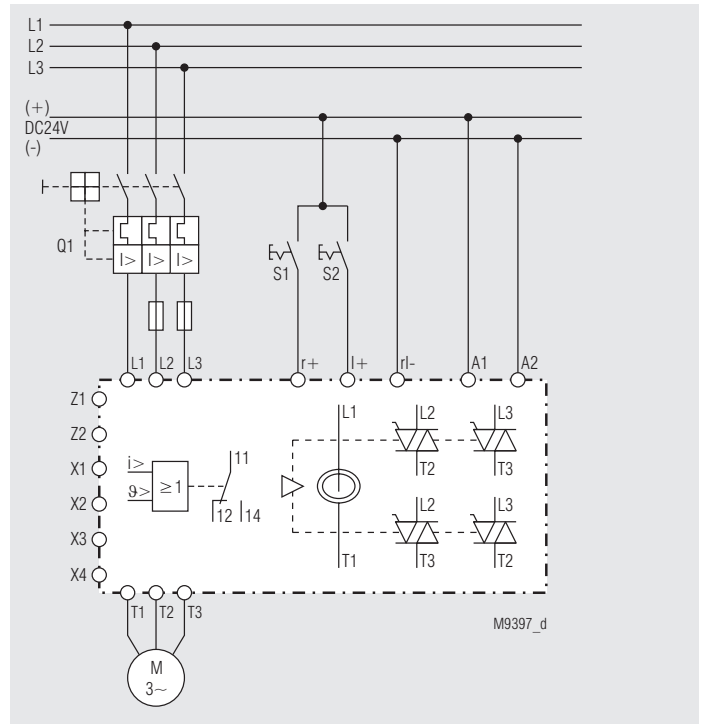 L1
L2
L3
(+)
DC24V
(-)
Q1
I> I> I>
S1 S2
L1 L2 L3 r+ l+ rl- A1 A2
Z1
Z2
X1
X2
X3
X4
i>
ϑ>
≥1
11
12 14
L1 L2 L3
T2 T3
L2 L3
T1 T3 T2
T1 T2 T3
M9397_d
M
3~